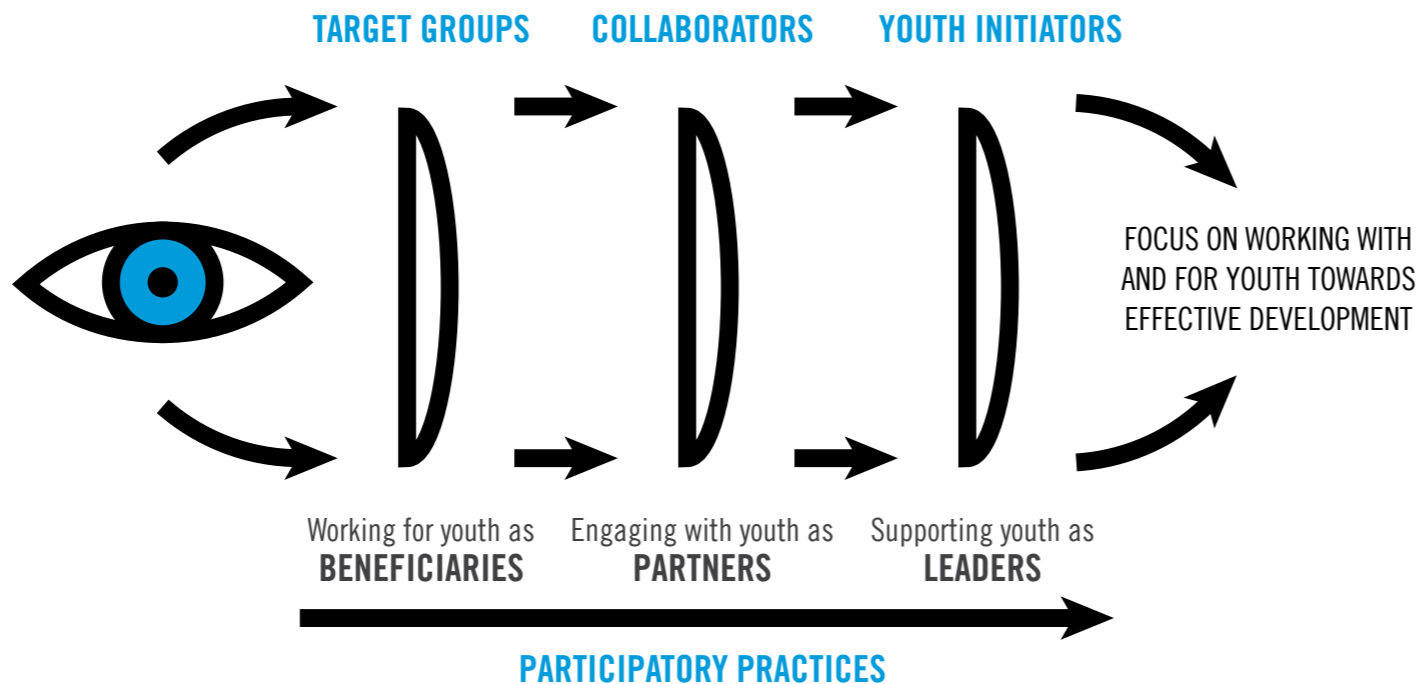 TARGET GROUPS
COLLABORATORS
YOUTH INITIATORS
FOCUS ON WORKING WITH
AND FOR YOUTH TOWARDS
EFFECTIVE DEVELOPMENT
Working for youth as
BENEFICIARIES
Engaging with youth as
PARTNERS
Supporting youth as
LEADERS
PARTICIPATORY PRACTICES